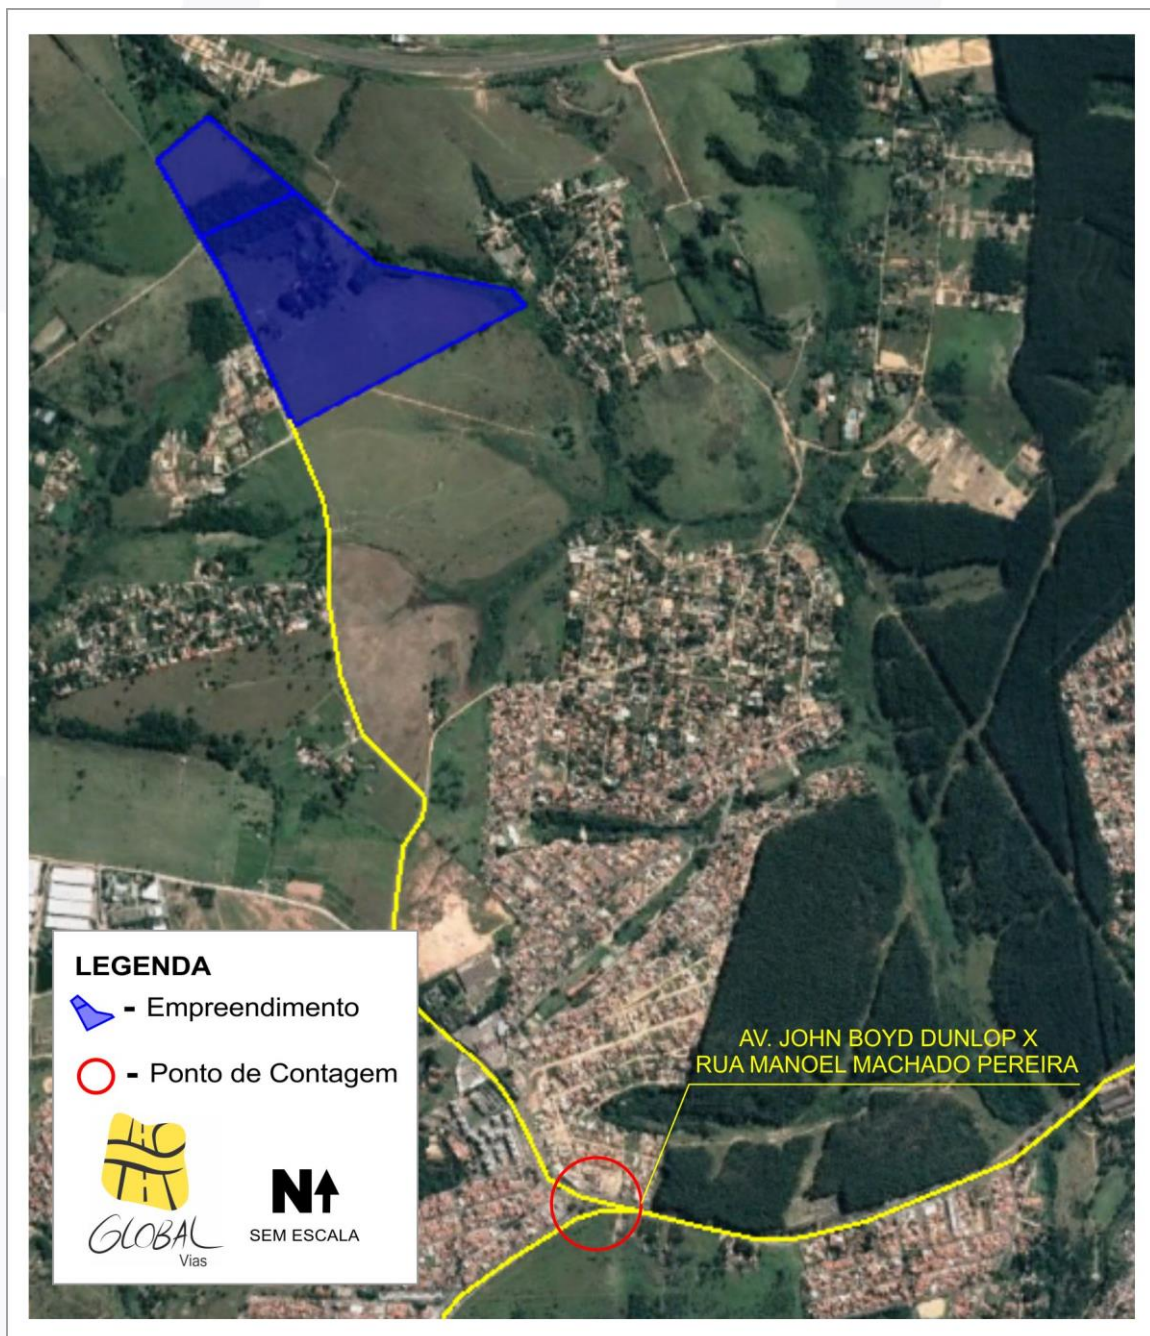 AV. JOHN BOYD DUNLOP X
RUA MANOEL MACHADO PEREIRA
LEGENDA
- Empreendimento
- Ponto de Contagem
GLOBAL
Vias
N
SEM ESCALA